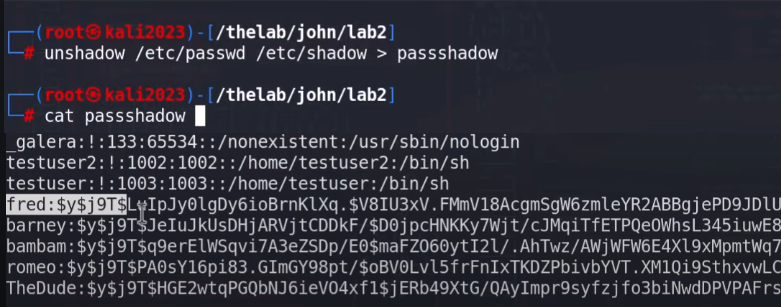 (root㉿kali2023)-[/thelab/john/lab2]
# unshadow /etc/passwd /etc/shadow > passshadow
(root㉿kali2023)-[/thelab/john/lab2]
# cat passshadow
_galera:!:133:65534::/nonexistent:/usr/sbin/nologin
testuser2:!:1002:1002::/home/testuser2:/bin/sh
testuser:!:1003:1003::/home/testuser:/bin/sh
fred:$y$j9T$L IpJy0lgDy6ioBrnKlXq.$V8IU3xV.FMmV18AcgmSgW6zmleYR2ABBgjePD9JDlU
barney:$y$j9T$JeIuJkUsDHjARVjtCDDkF/$D0jpcHNKKy7Wjt/cJMqiTfETPQeOWhsL345iuwE8
bambam:$y$j9T$q9erElWSqvi7A3eZSDp/E0$maFZO60ytI2l/.AhTwz/AWjWFW6E4Xl9xMpmtWq7
romeo:$y$j9T$PA0sY16pi83.GImGY98pt/$oBV0Lvl5frFnIxTKDZPbivbYVT.XM1Qi9SthxvwLC
TheDude:$y$j9T$HGE2wtqPGQbNJ6ieVO4xf1$jERb49XtG/QAyImpr9syfzjfo3biNwdDPVPAFrs